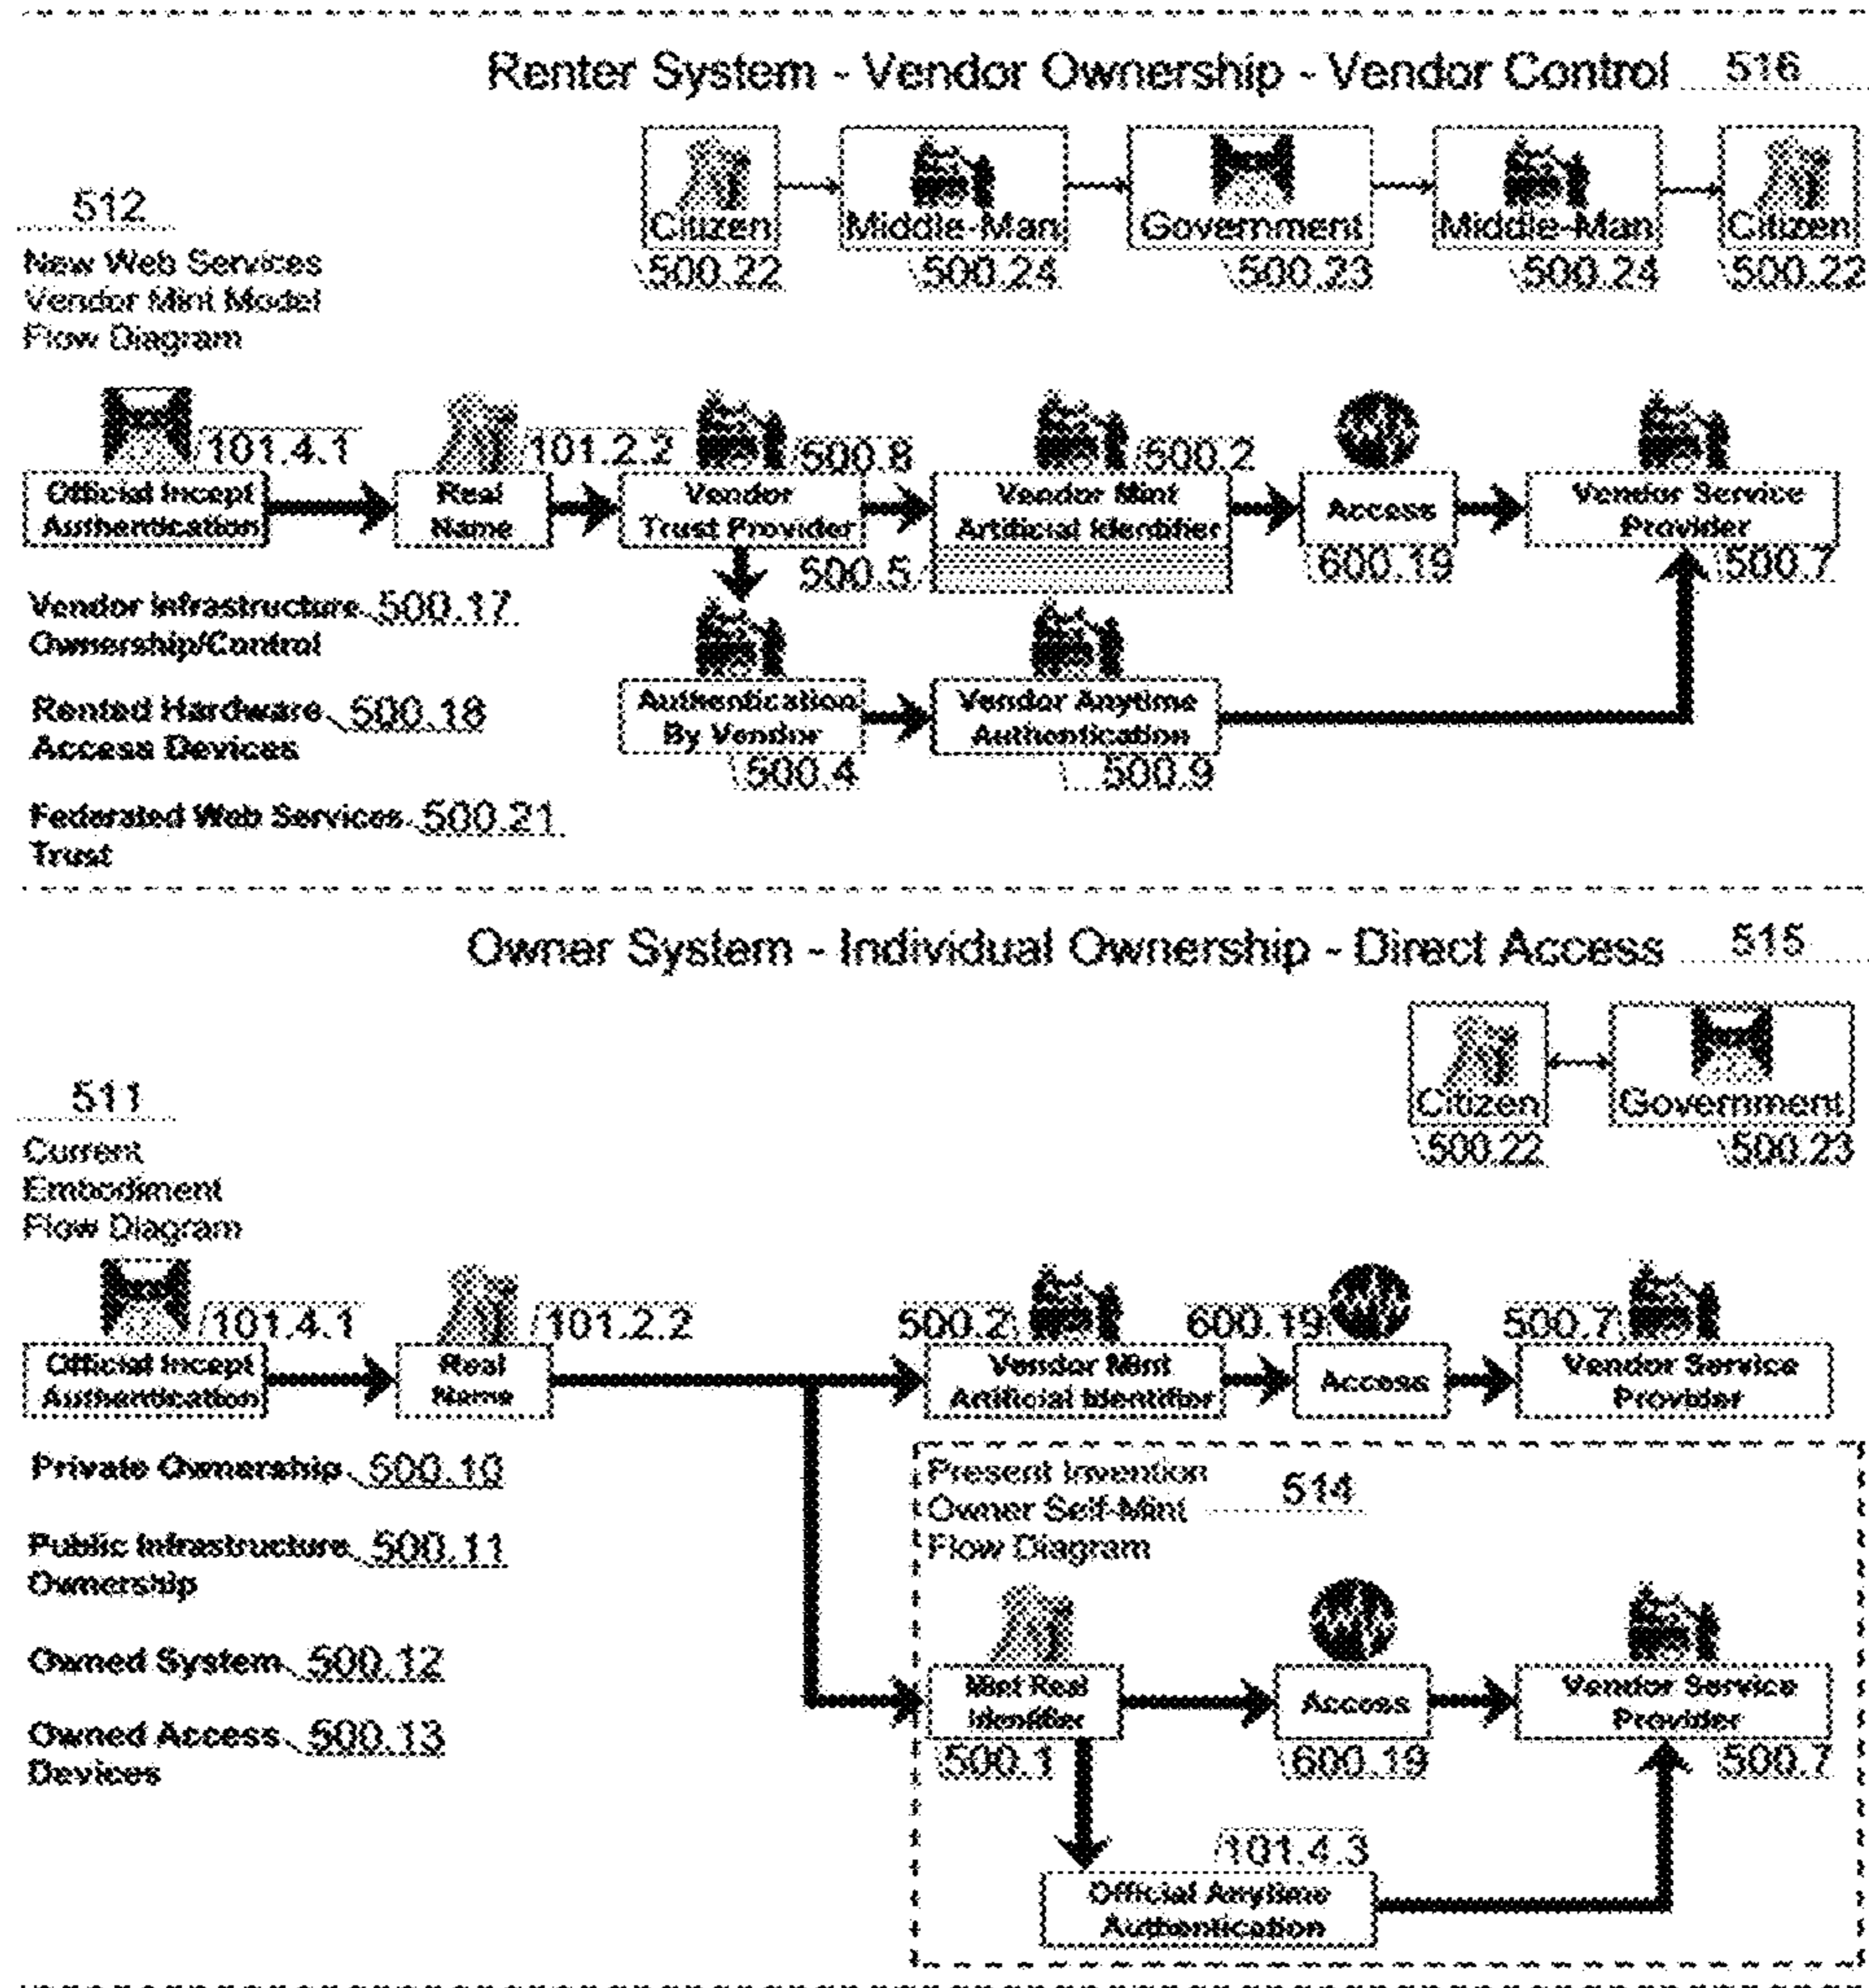 Renter System - Vendor Ownership - Vendor Control 516
Citizen Middle-Man Government Middle-Man Citizen
500.22 500.24 500.23 500.24 500.22
512
New Web Services
Vendor Mint Model
Flow Diagram
101.4.1 101.2.2 500.8 500.2
Official Incept
Authentication
Real
Name
Vendor
Trust Provider
Vendor Mint
Artificial Identifier
Access
Vendor Service
Provider
500.5 600.19 500.7
Vendor Infrastructure 500.17
Ownership/Control
Rented Hardware 500.18
Access Devices
Federated Web Services 500.21
Trust
Authentication
By Vendor
500.4
Vendor Anytime
Authentication
500.9
Owner System - Individual Ownership - Direct Access 515
Citizen Government
500.22 500.23
511
Current
Embodiment
Flow Diagram
101.4.1 101.2.2 500.2 600.19 500.7
Official Incept
Authentication
Real
Name
Vendor Mint
Artificial Identifier
Access
Vendor Service
Provider
Private Ownership 500.10
Public Infrastructure 500.11
Ownership
Owned System 500.12
Owned Access 500.13
Devices
Present Invention
Owner Self-Mint 514
Flow Diagram
Mint Real
Identifier
500.1
Access
600.19
Vendor Service
Provider
500.7
101.4.3
Official Anytime
Authentication